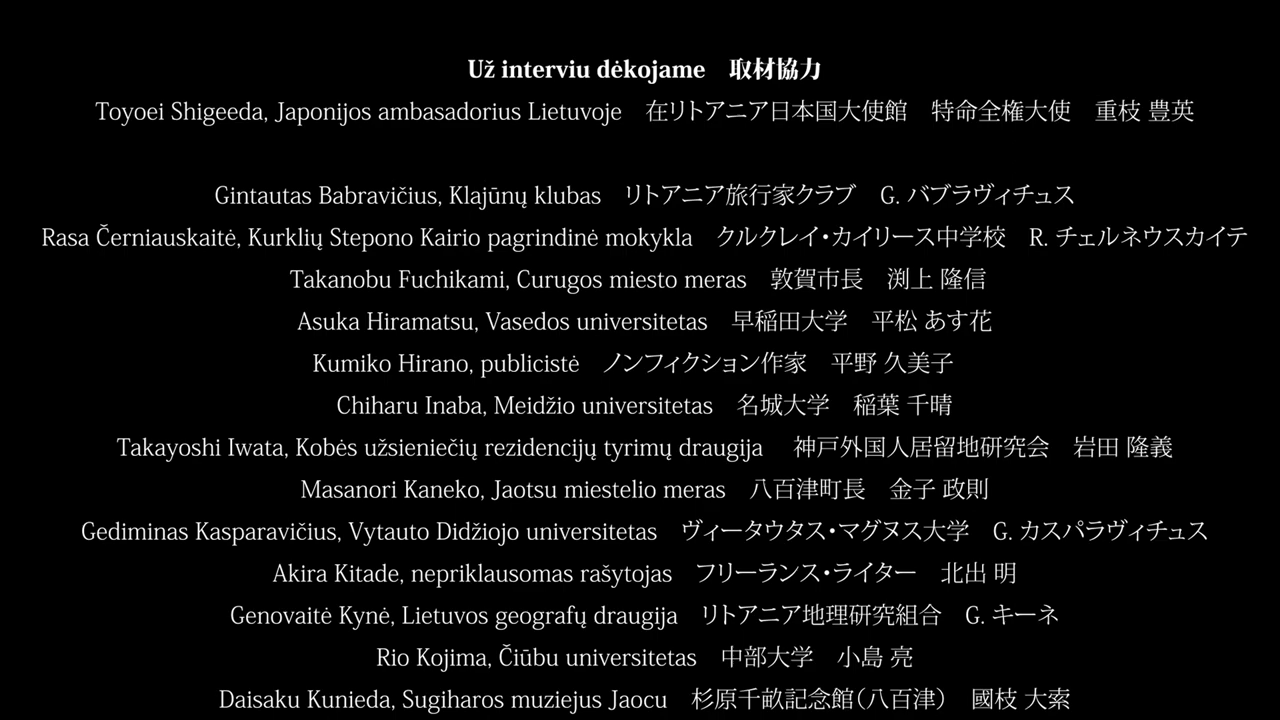 Už interviu dėkojame　取材協力
Toyoei Shigeeda, Japonijos ambasadorius Lietuvoje　在リトアニア日本国大使館　特命全権大使　重枝 豊英
Gintautas Babravičius, Klajūnų klubas　リトアニア旅行家クラブ　G. バブラヴィチュス
Rasa Černiauskaitė, Kurklių Stepono Kairio pagrindinė mokykla　クルクレイ・カイリース中学校　R. チェルネウスカイテ
Takanobu Fuchikami, Curugos miesto meras　敦賀市長　渕上 隆信
Asuka Hiramatsu, Vasedos universitetas　早稲田大学　平松 あす花
Kumiko Hirano, publicistė　ノンフィクション作家　平野 久美子
Chiharu Inaba, Meidžio universitetas　名城大学　稲葉 千晴
Takayoshi Iwata, Kobės užsieniečių rezidencijų tyrimų draugija　神戸外国人居留地研究会　岩田 隆義
Masanori Kaneko, Jaotsu miestelio meras　八百津町長　金子 政則
Gediminas Kasparavičius, Vytauto Didžiojo universitetas　ヴィータウタス・マグヌス大学　G. カスパラヴィチュス
Akira Kitade, nepriklausomas rašytojas　フリーランス・ライター　北出 明
Genovaitė Kynė, Lietuvos geografų draugija　リトアニア地理研究組合　G. キーネ
Rio Kojima, Čiūbu universitetas　中部大学　小島 亮
Daisaku Kunieda, Sugiharos muziejus Jaocu　杉原千畝記念館（八百津）　國枝 大索